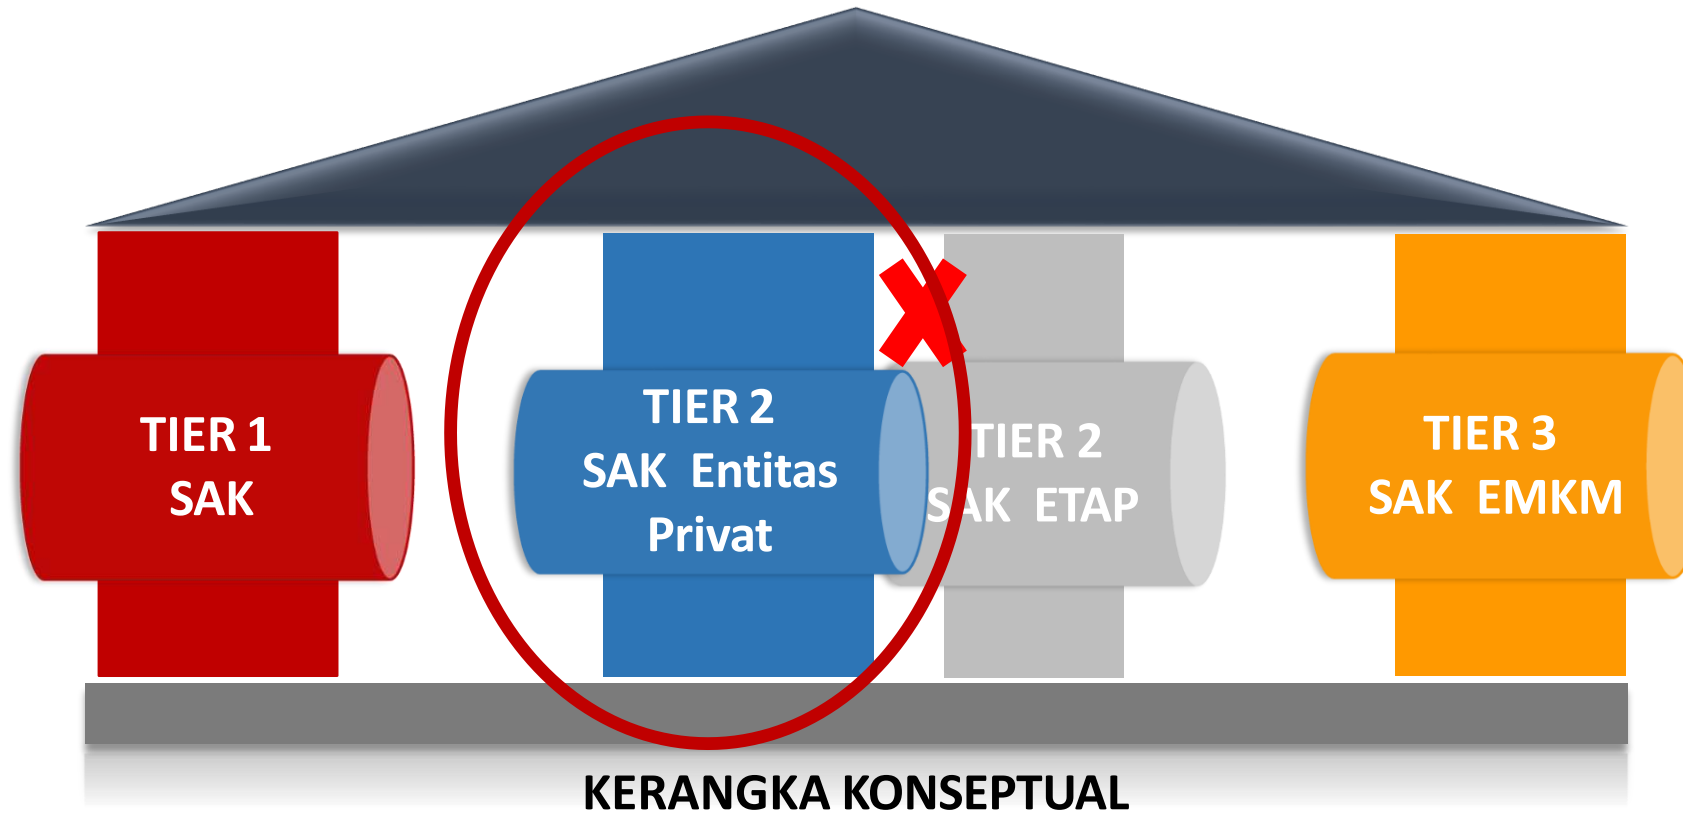 TIER 1
SAK
TIER 2
SAK Entitas
Privat
TIER 2
SAK ETAP
TIER 3
SAK EMKM
KERANGKA KONSEPTUAL